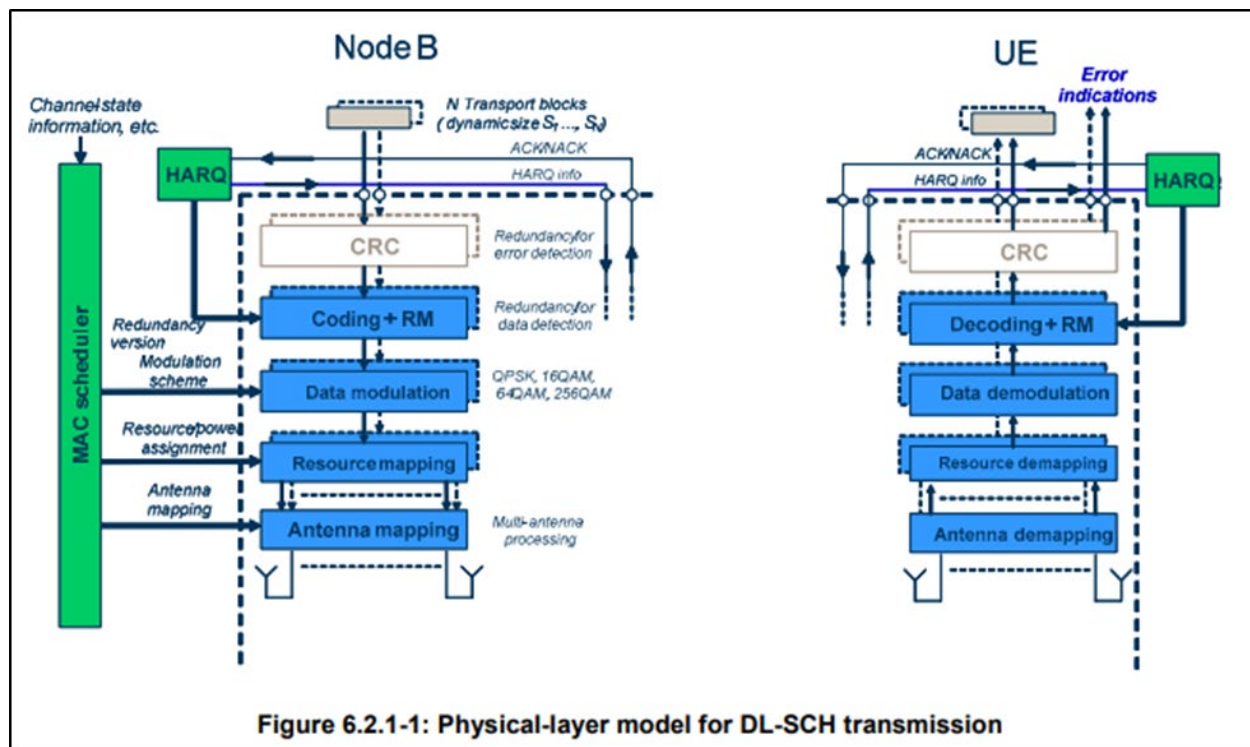 Node B
UE
Channel state
information, etc.
N Transport blocks
(dynamic size S1 ..., SN)
Error
indications
ACK/NACK
HARQ info
HARQ
ACK/NACK
HARQ info
HARQ
MAC scheduler
CRC
Redundancy for
error detection
CRC
Coding + RM
Redundancy for
data detection
Decoding + RM
Redundancy
version
Modulation
scheme
Data modulation
QPSK, 16QAM,
64QAM, 256QAM
Data demodulation
Resource/power
assignment
Resource mapping
Resource demapping
Antenna
mapping
Antenna mapping
Multi-antenna
processing
Antenna demapping
Figure 6.2.1-1: Physical-layer model for DL-SCH transmission